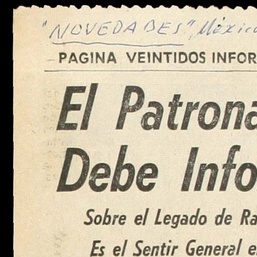 "NOVEDADES", México
PAGINA VEINTIDOS INFOR
El Patrona
Debe Info
Sobre el Legado de Ra
Es el Sentir General e